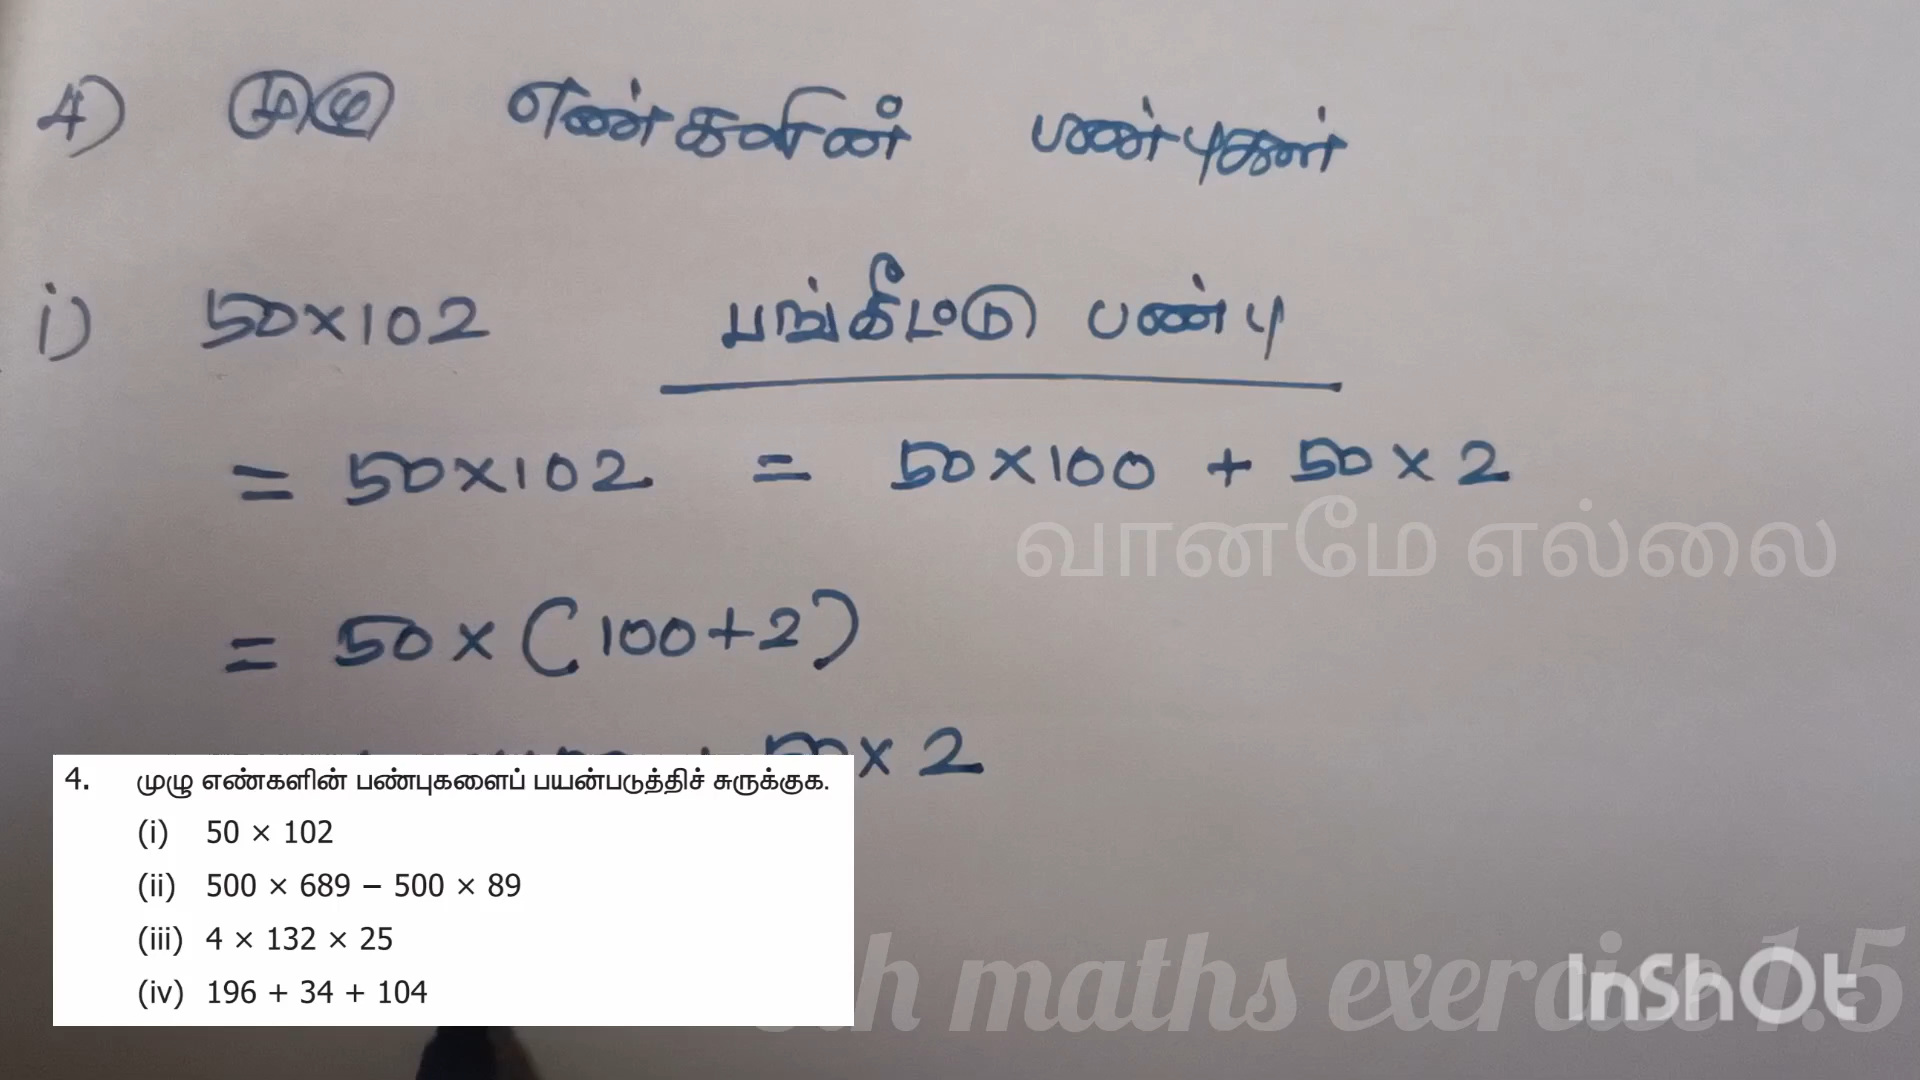 4) முழு எண்களின் பண்புகள்
i) 50×102 பங்கீட்டு பண்பு
= 50×102 = 50×100 + 50×2
வானமே எல்லை
= 50×(100+2)
×2
4. முழு எண்களின் பண்புகளைப் பயன்படுத்திச் சுருக்குக.
(i) 50 × 102
(ii) 500 × 689 – 500 × 89
(iii) 4 × 132 × 25
(iv) 196 + 34 + 104
th maths exercise 1.5
InShOt